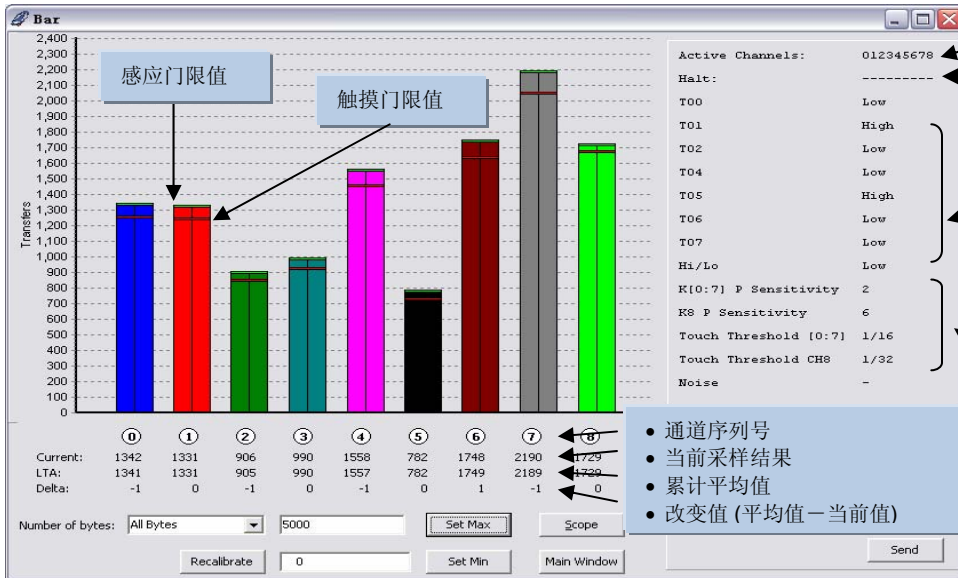 Bar
2,400
2,300
2,200
2,100
2,000
1,900
1,800
1,700
1,600
1,500
1,400
1,300
1,200
1,100
1,000
900
800
700
600
500
400
300
200
100
0
Transfers
感应门限值
触摸门限值
0 1 2 3 4 5 6 7 8
Current: 1342 1331 906 990 1558 782 1748 2190 1729
LTA: 1341 1331 905 990 1557 782 1749 2189 1729
Delta: -1 0 -1 0 -1 0 1 -1 0
Number of bytes: All Bytes 5000 Set Max Scope
Recalibrate 0 Set Min Main Window
Active Channels: 012345678
Halt: ---------
T00 Low
T01 High
T02 Low
T04 Low
T05 High
T06 Low
T07 Low
Hi/Lo Low
K[0:7] P Sensitivity 2
K8 P Sensitivity 6
Touch Threshold [0:7] 1/16
Touch Threshold CH8 1/32
Noise -
• 通道序列号
• 当前采样结果
• 累计平均值
• 改变值 (平均值－当前值)
Send